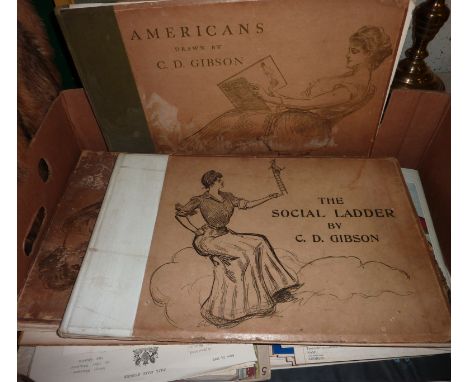 AMERICANS
DRAWN BY
C. D. GIBSON
THE
SOCIAL LADDER
BY
C. D. GIBSON